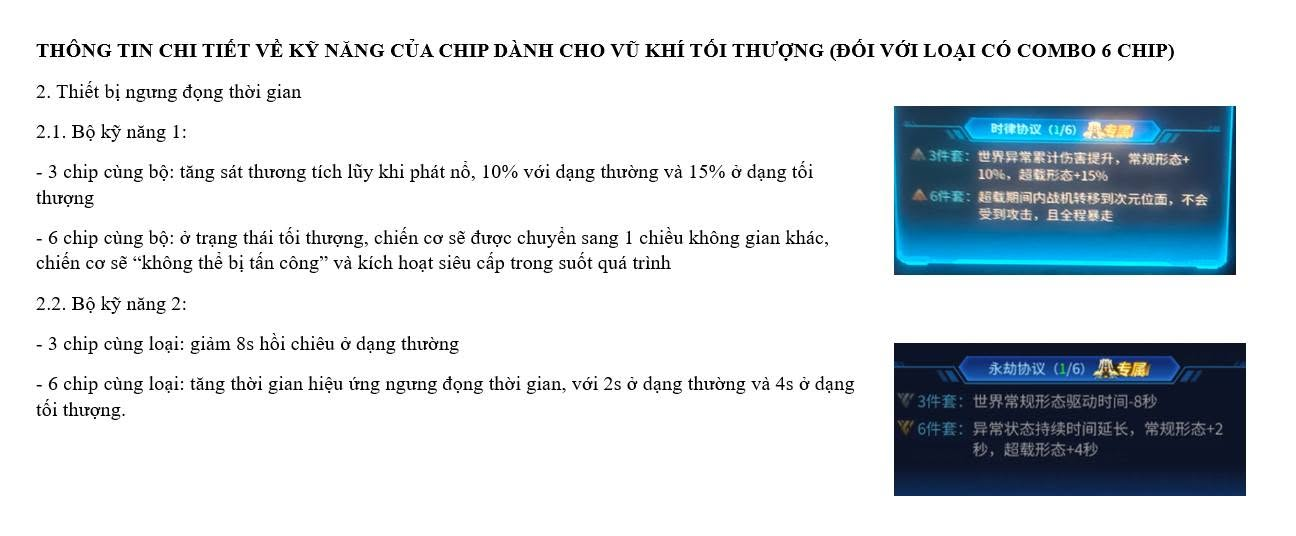 THÔNG TIN CHI TIẾT VỀ KỸ NĂNG CỦA CHIP DÀNH CHO VŨ KHÍ TỐI THƯỢNG (ĐỐI VỚI LOẠI CÓ COMBO 6 CHIP)
2. Thiết bị ngưng đọng thời gian
2.1. Bộ kỹ năng 1:
- 3 chip cùng bộ: tăng sát thương tích lũy khi phát nổ, 10% với dạng thường và 15% ở dạng tối
thượng
- 6 chip cùng bộ: ở trạng thái tối thượng, chiến cơ sẽ được chuyển sang 1 chiều không gian khác,
chiến cơ sẽ “không thể bị tấn công” và kích hoạt siêu cấp trong suốt quá trình
2.2. Bộ kỹ năng 2:
- 3 chip cùng loại: giảm 8s hồi chiêu ở dạng thường
- 6 chip cùng loại: tăng thời gian hiệu ứng ngưng đọng thời gian, với 2s ở dạng thường và 4s ở dạng
tối thượng.
时律协议（1/6）专属
3件套：世界异常累计伤害提升，常规形态+
10%，超载形态+15%
6件套：超载期间内战机转移到次元位面，不会
受到攻击，且全程暴走
永劫协议（1/6）专属
3件套：世界常规形态驱动时间-8秒
6件套：异常状态持续时间延长，常规形态+2
秒，超载形态+4秒